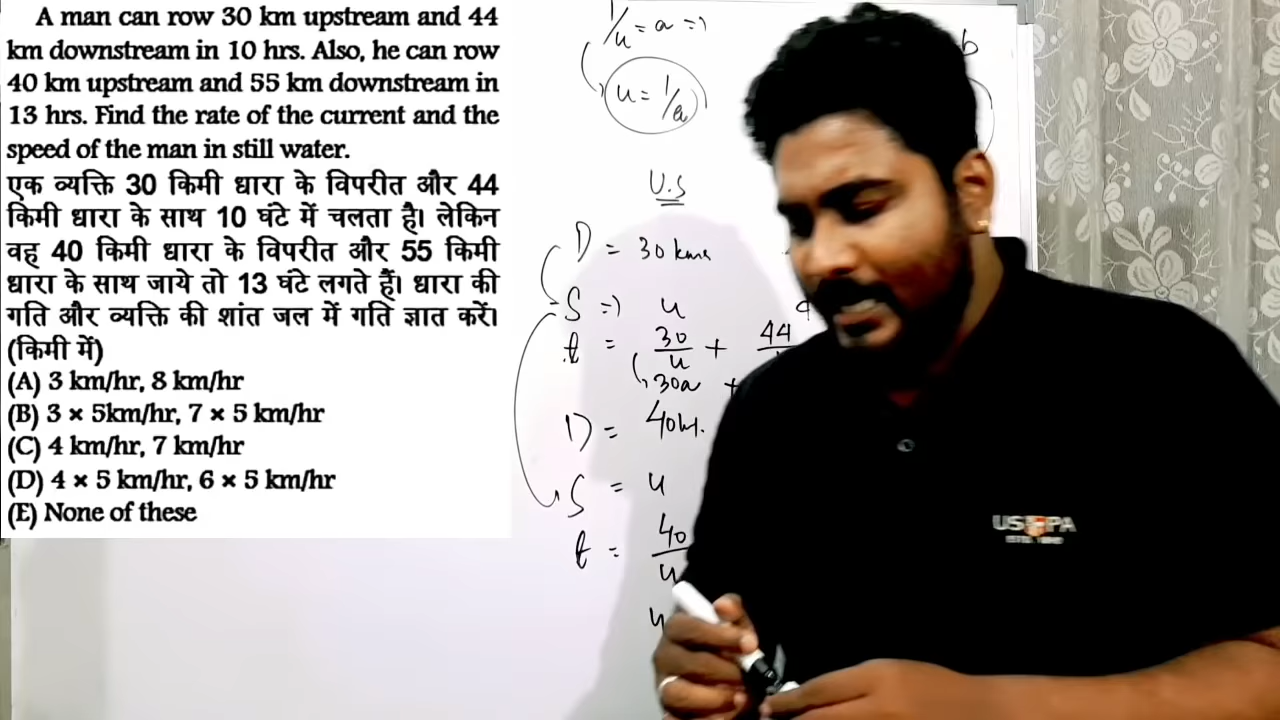 A man can row 30 km upstream and 44
km downstream in 10 hrs. Also, he can row
40 km upstream and 55 km downstream in
13 hrs. Find the rate of the current and the
speed of the man in still water.
एक व्यक्ति 30 किमी धारा के विपरीत और 44
किमी धारा के साथ 10 घंटे में चलता है। लेकिन
वह 40 किमी धारा के विपरीत और 55 किमी
धारा के साथ जाये तो 13 घंटे लगते हैं। धारा की
गति और व्यक्ति की शांत जल में गति ज्ञात करें।
(किमी में)
(A) 3 km/hr, 8 km/hr
(B) 3 × 5km/hr, 7 × 5 km/hr
(C) 4 km/hr, 7 km/hr
(D) 4 × 5 km/hr, 6 × 5 km/hr
(E) None of these
1/u = a ⇒
b
u = 1/a
U.S
D = 30 kms
S ⇒ u
t = 30/u + 44/
30a +
D = 40
S = u
t = 40/u